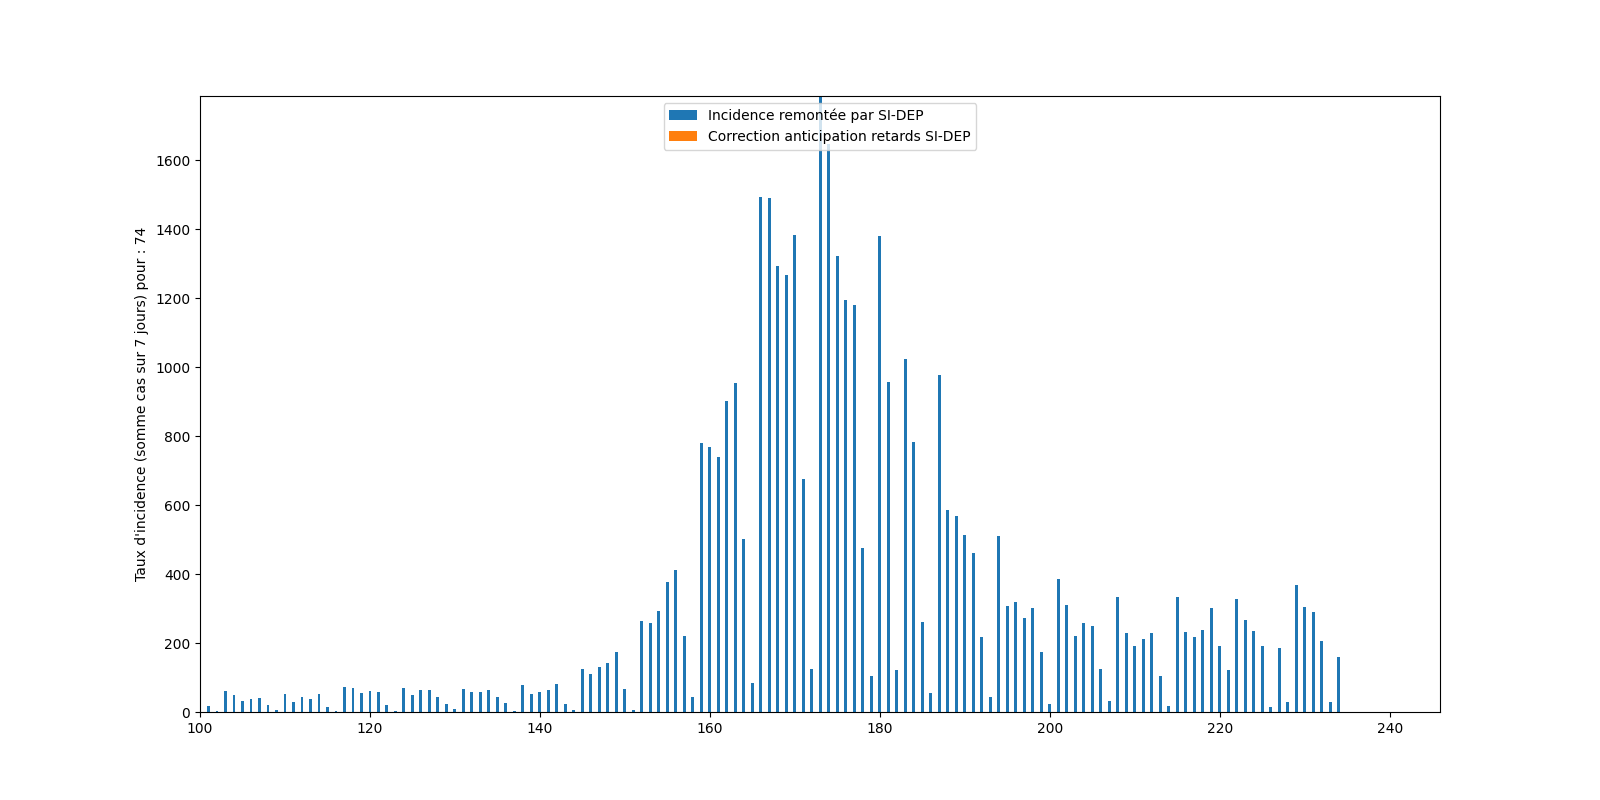 Incidence remontée par SI-DEP
Correction anticipation retards SI-DEP
Taux d'incidence (somme cas sur 7 jours) pour : 74
1600
1400
1200
1000
800
600
400
200
0
100 120 140 160 180 200 220 240